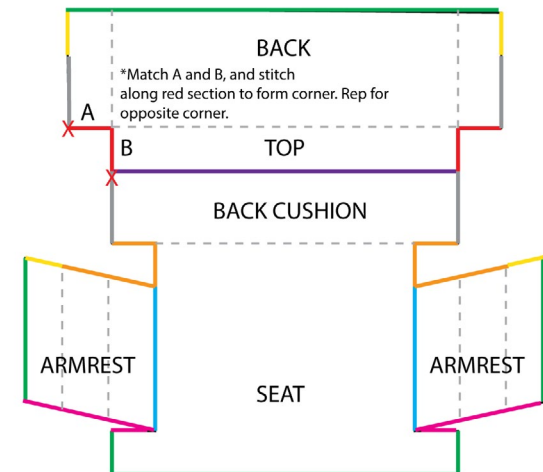 BACK
*Match A and B, and stitch
along red section to form corner. Rep for
opposite corner.
A
B
TOP
BACK CUSHION
ARMREST
ARMREST
SEAT